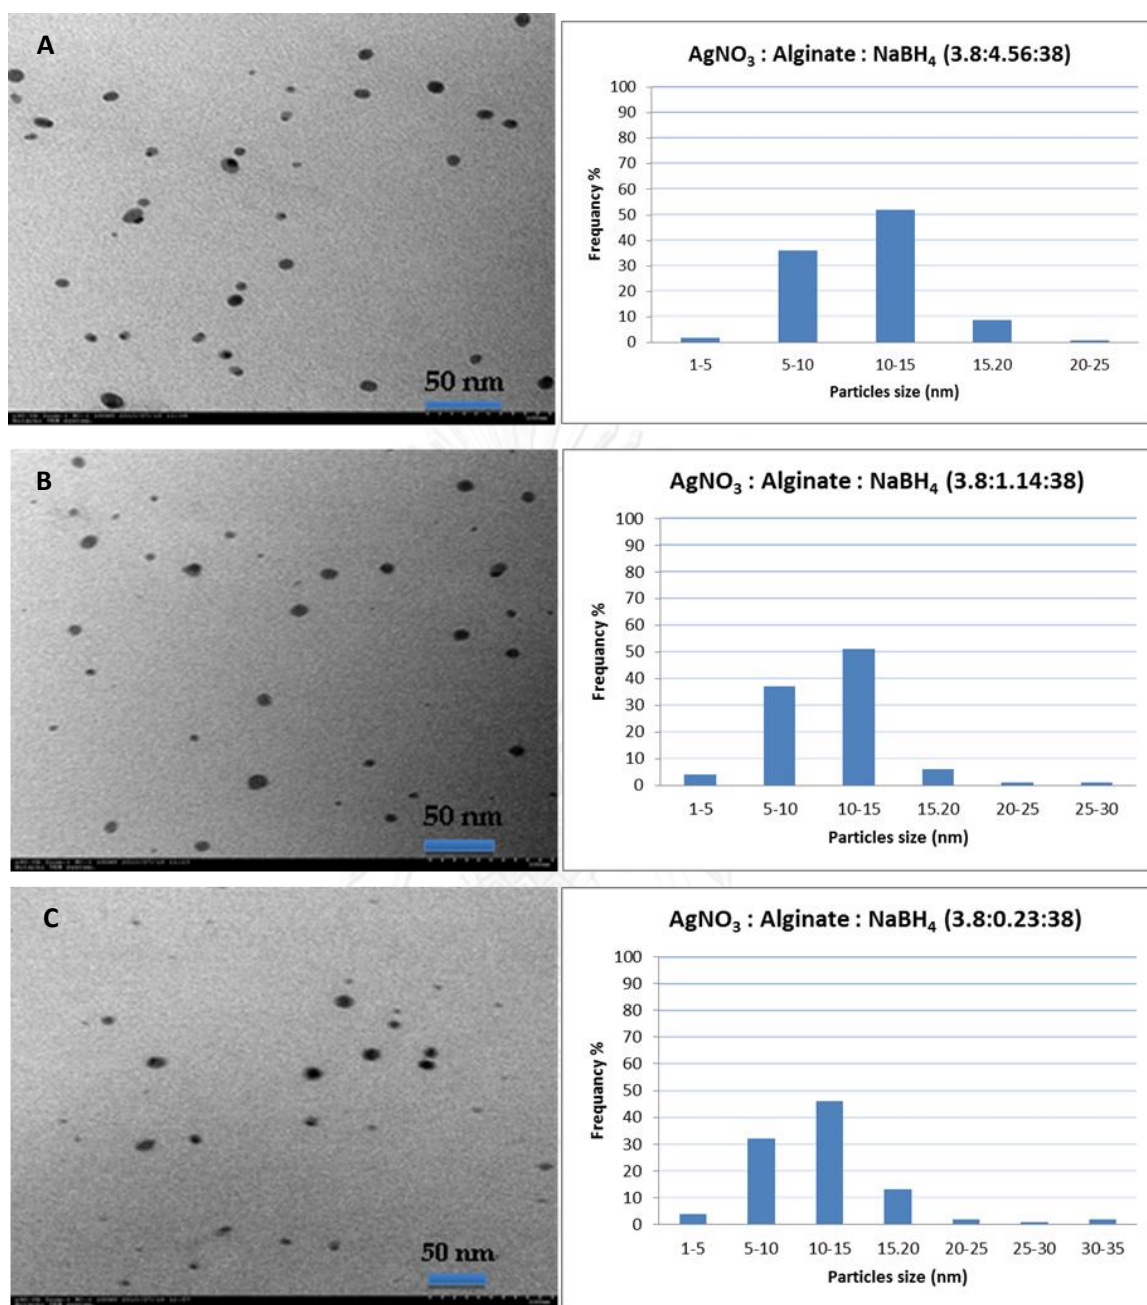 A
50 nm
AgNO₃ : Alginate : NaBH₄ (3.8:4.56:38)
100
90
80
70
60
50
40
30
20
10
0
Frequancy %
1-5 5-10 10-15 15.20 20-25
Particles size (nm)
B
50 nm
AgNO₃ : Alginate : NaBH₄ (3.8:1.14:38)
100
90
80
70
60
50
40
30
20
10
0
Frequancy %
1-5 5-10 10-15 15.20 20-25 25-30
Particles size (nm)
C
50 nm
AgNO₃ : Alginate : NaBH₄ (3.8:0.23:38)
100
90
80
70
60
50
40
30
20
10
0
Frequancy %
1-5 5-10 10-15 15.20 20-25 25-30 30-35
Particles size (nm)